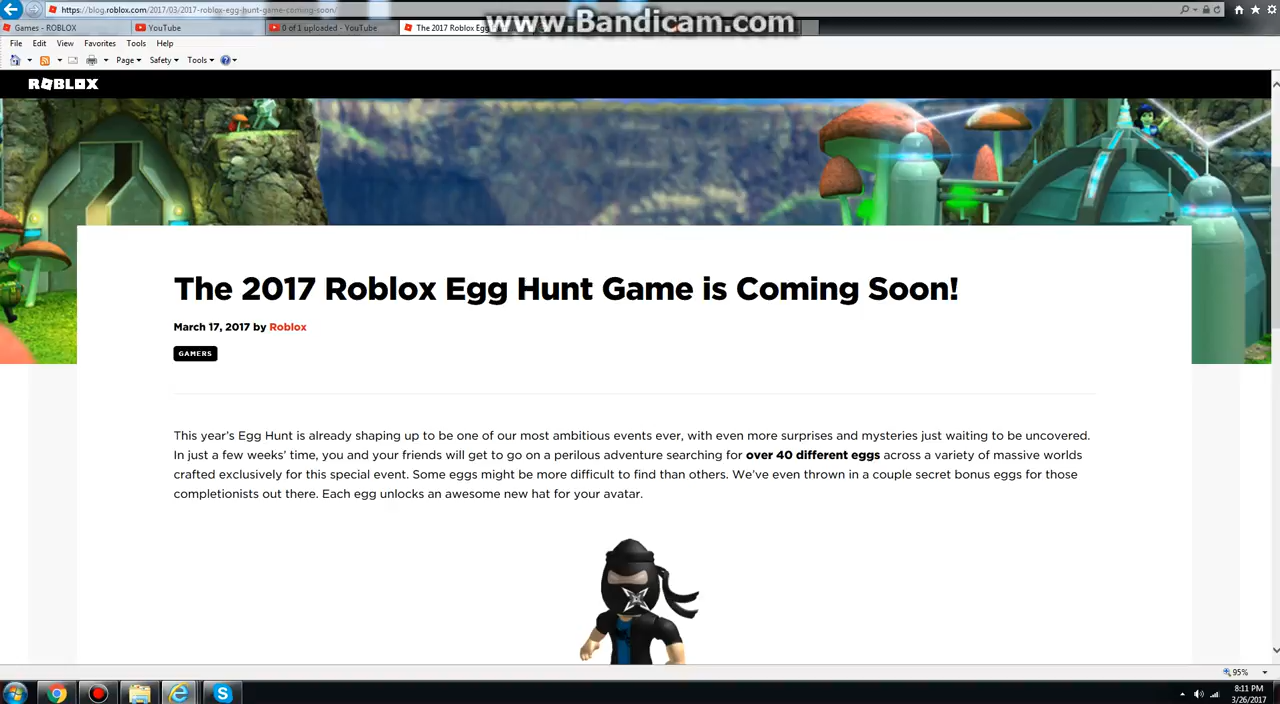 www.Bandicam.com
https://blog.roblox.com/2017/03/2017-roblox-egg-hunt-game-coming-soon/
Games - ROBLOX
YouTube
0 of 1 uploaded - YouTube
The 2017 Roblox Egg
File Edit View Favorites Tools Help
Page Safety Tools
ROBLOX
The 2017 Roblox Egg Hunt Game is Coming Soon!
March 17, 2017 by Roblox
GAMERS
This year's Egg Hunt is already shaping up to be one of our most ambitious events ever, with even more surprises and mysteries just waiting to be uncovered.
In just a few weeks' time, you and your friends will get to go on a perilous adventure searching for over 40 different eggs across a variety of massive worlds
crafted exclusively for this special event. Some eggs might be more difficult to find than others. We've even thrown in a couple secret bonus eggs for those
completionists out there. Each egg unlocks an awesome new hat for your avatar.
95%
8:11 PM
3/26/2017